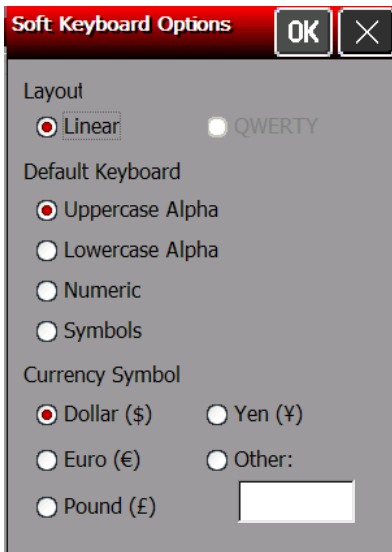 Soft Keyboard Options OK
Layout
Linear QWERTY
Default Keyboard
Uppercase Alpha
Lowercase Alpha
Numeric
Symbols
Currency Symbol
Dollar ($) Yen (¥)
Euro (€) Other:
Pound (£)